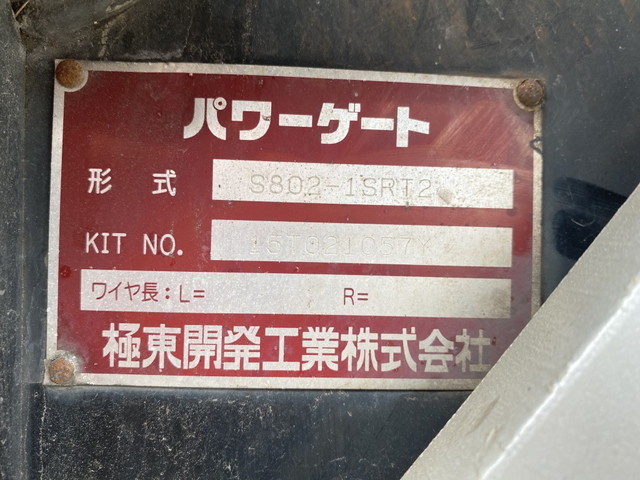 パワーゲート
形式 S802-1SRT2
KIT NO.
ワイヤ長：L= R=
極東開発工業株式会社